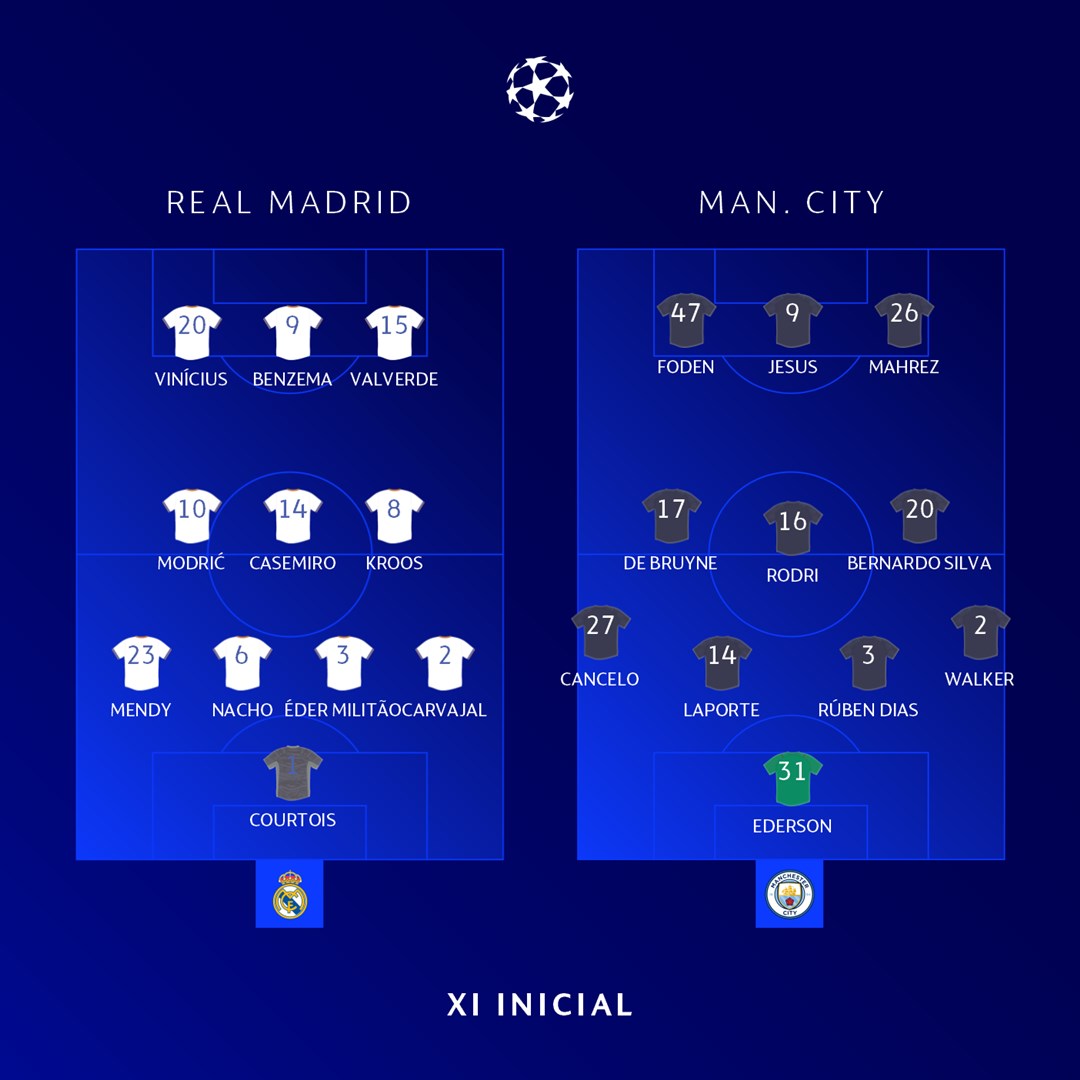 REAL MADRID
20 9 15
VINÍCIUS BENZEMA VALVERDE
10 14 8
MODRIĆ CASEMIRO KROOS
23 6 3 2
MENDY NACHO ÉDER MILITÃO CARVAJAL
1
COURTOIS
MAN. CITY
47 9 26
FODEN JESUS MAHREZ
17 16 20
DE BRUYNE RODRI BERNARDO SILVA
27 14 3 2
CANCELO LAPORTE RÚBEN DIAS WALKER
31
EDERSON
MANCHESTER
CITY
XI INICIAL